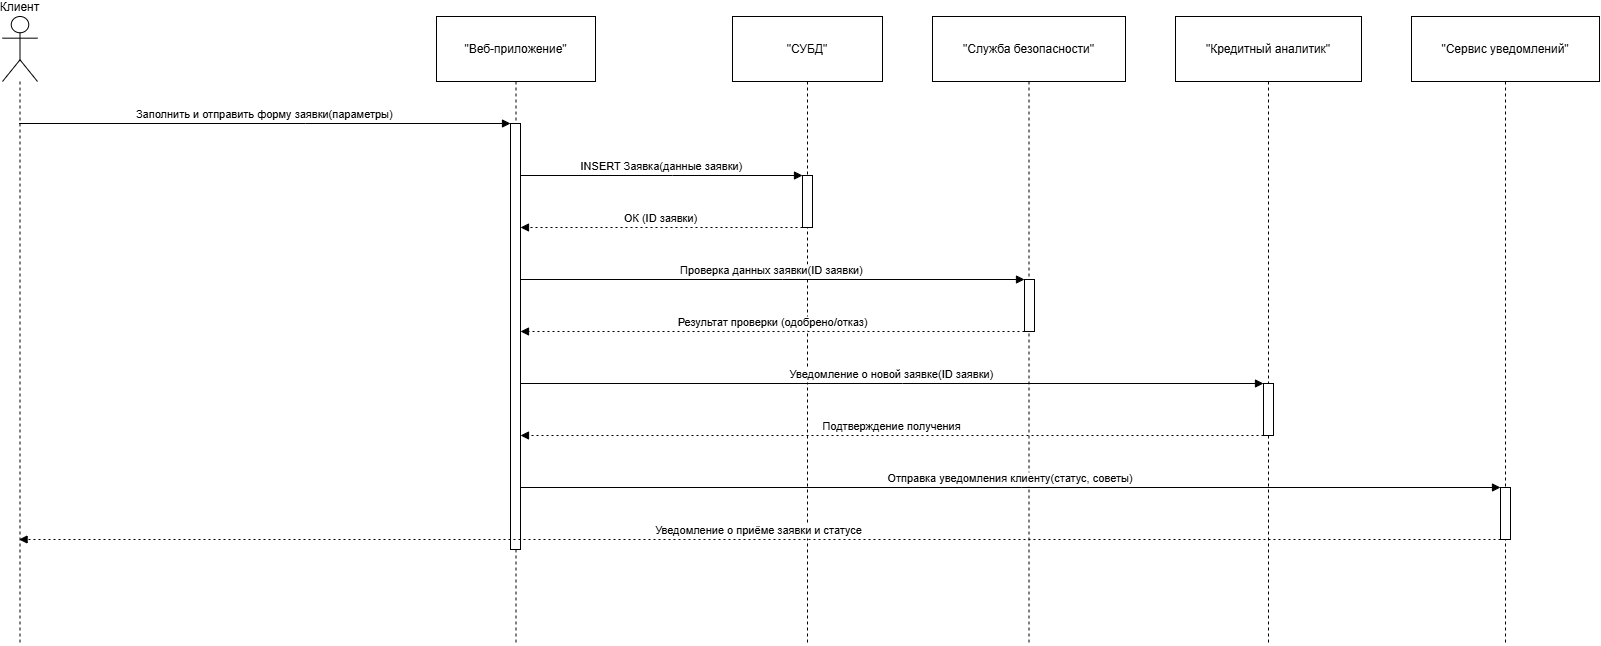 Клиент
"Веб-приложение"
"СУБД"
"Служба безопасности"
"Кредитный аналитик"
"Сервис уведомлений"
Заполнить и отправить форму заявки(параметры)
INSERT Заявка(данные заявки)
ОК (ID заявки)
Проверка данных заявки(ID заявки)
Результат проверки (одобрено/отказ)
Уведомление о новой заявке(ID заявки)
Подтверждение получения
Отправка уведомления клиенту(статус, советы)
Уведомление о приёме заявки и статусе